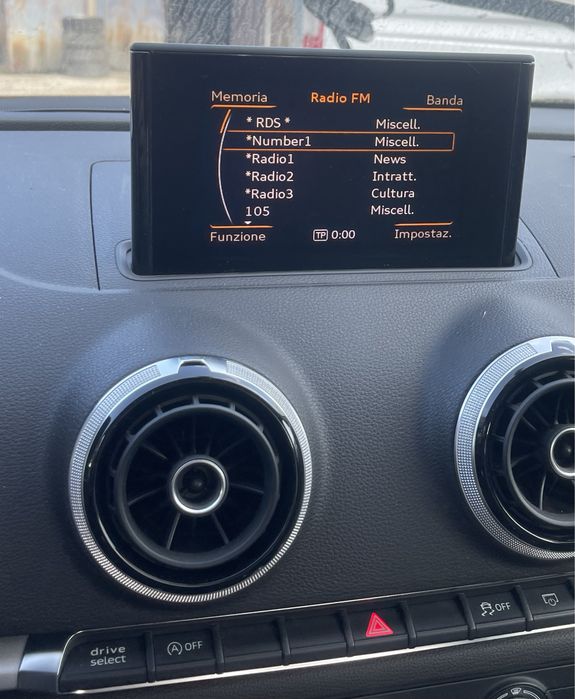 Memoria Radio FM Banda
* RDS * Miscell.
*Number1 Miscell.
*Radio1 News
*Radio2 Intratt.
*Radio3 Cultura
105 Miscell.
Funzione TP 0:00 Impostaz.
drive
select
A OFF
OFF